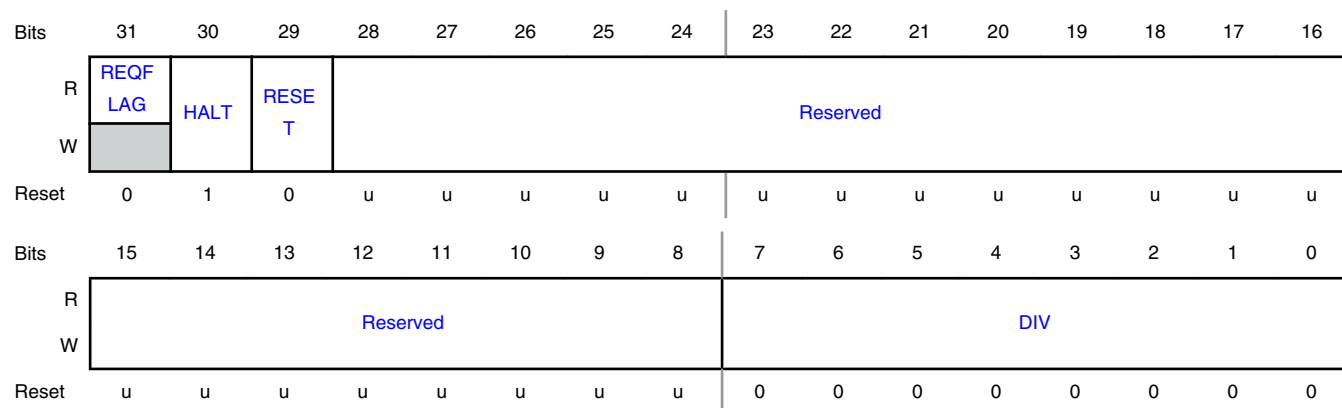 Bits 31 30 29 28 27 26 25 24 23 22 21 20 19 18 17 16
R REQF
LAG HALT RESE
T Reserved
W
Reset 0 1 0 u u u u u u u u u u u u u
Bits 15 14 13 12 11 10 9 8 7 6 5 4 3 2 1 0
R
Reserved DIV
W
Reset u u u u u u u u 0 0 0 0 0 0 0 0